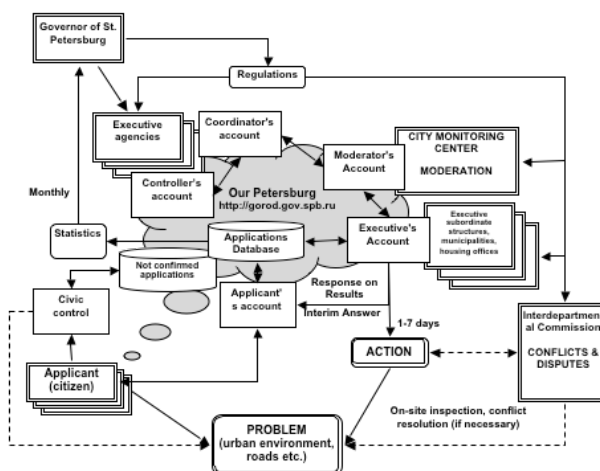 Governor of St.
Petersburg
Regulations
Executive
agencies
Coordinator's
account
Moderator's
Account
CITY MONITORING
CENTER
MODERATION
Controller's
account
Our Petersburg
http://gorod.gov.spb.ru
Monthly
Executive's
Account
Executive
subordinate
structures,
municipalities,
housing offices
Statistics
Applications
Database
Not confirmed
applications
Applicant'
s account
Response on
Results
Interim Answer
Civic
control
1-7 days
Interdepartment
al Commission
CONFLICTS &
DISPUTES
ACTION
Applicant
(citizen)
On-site inspection, conflict
resolution (if necessary)
PROBLEM
(urban environment,
roads etc.)